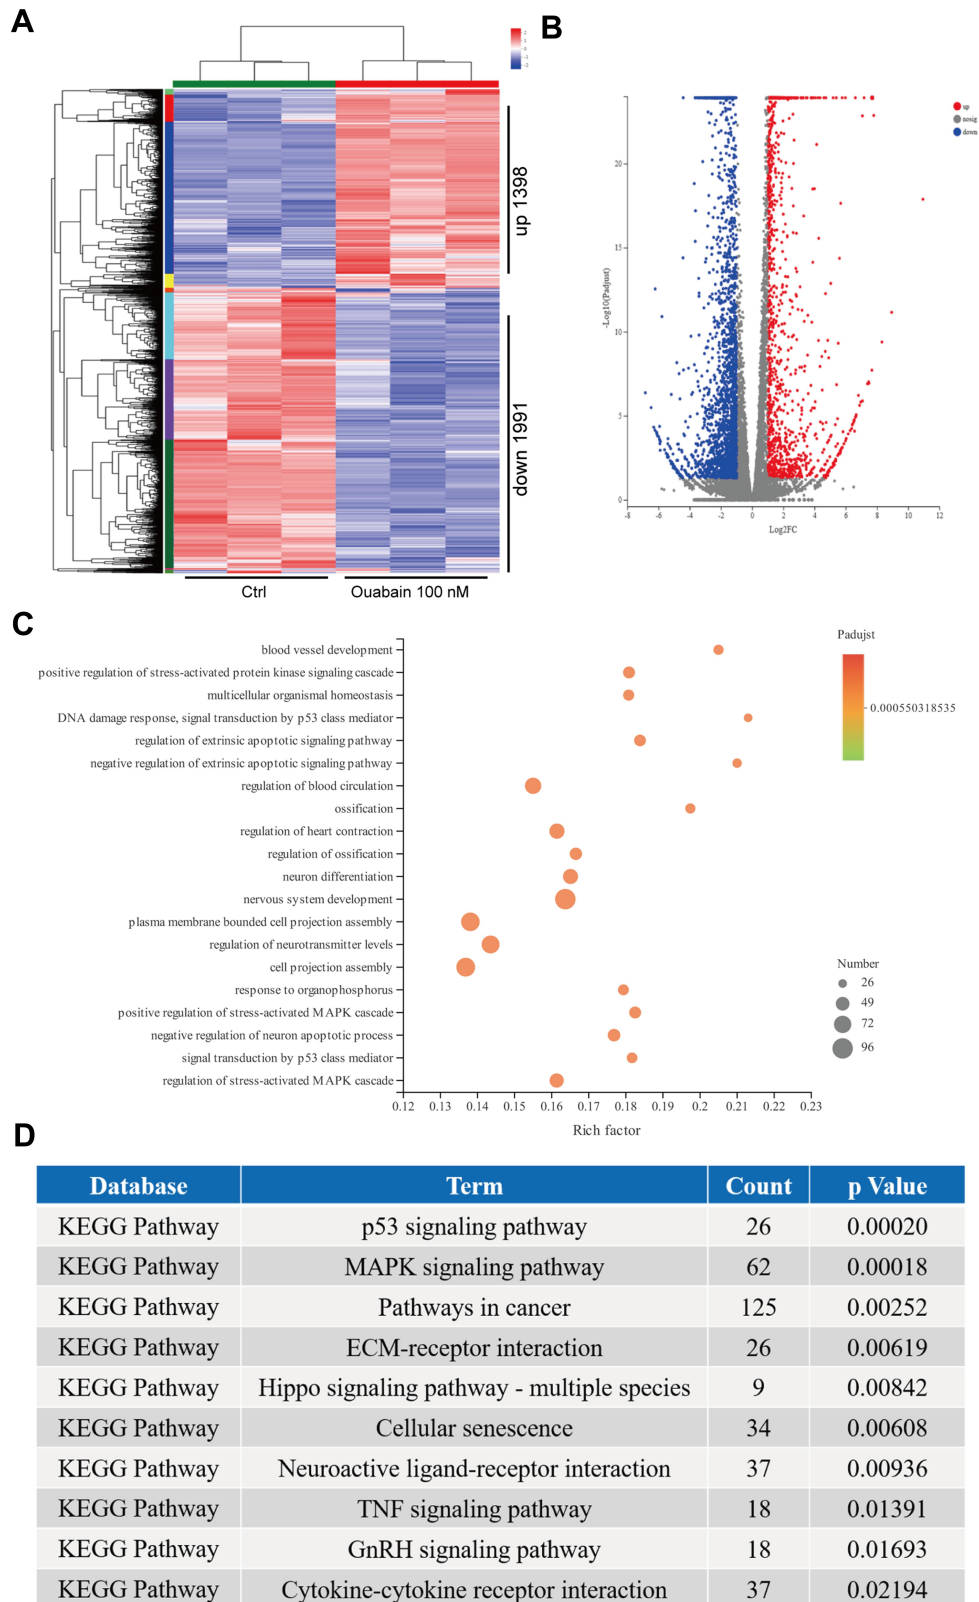 A
B
2
1
0
-1
-2
up 1398
down 1991
Ctrl
Ouabain 100 nM
up
nosig
down
-Log10(Padjust)
20
15
10
5
0
-8
-6
-4
-2
0
2
4
6
8
10
12
Log2FC
C
blood vessel development
positive regulation of stress-activated protein kinase signaling cascade
multicellular organismal homeostasis
DNA damage response, signal transduction by p53 class mediator
regulation of extrinsic apoptotic signaling pathway
negative regulation of extrinsic apoptotic signaling pathway
regulation of blood circulation
ossification
regulation of heart contraction
regulation of ossification
neuron differentiation
nervous system development
plasma membrane bounded cell projection assembly
regulation of neurotransmitter levels
cell projection assembly
response to organophosphorus
positive regulation of stress-activated MAPK cascade
negative regulation of neuron apoptotic process
signal transduction by p53 class mediator
regulation of stress-activated MAPK cascade
0.12
0.13
0.14
0.15
0.16
0.17
0.18
0.19
0.2
0.21
0.22
0.23
Rich factor
Padujst
0.000550318535
Number
26
49
72
96
D
Database Term Count p Value
KEGG Pathway p53 signaling pathway 26 0.00020
KEGG Pathway MAPK signaling pathway 62 0.00018
KEGG Pathway Pathways in cancer 125 0.00252
KEGG Pathway ECM-receptor interaction 26 0.00619
KEGG Pathway Hippo signaling pathway - multiple species 9 0.00842
KEGG Pathway Cellular senescence 34 0.00608
KEGG Pathway Neuroactive ligand-receptor interaction 37 0.00936
KEGG Pathway TNF signaling pathway 18 0.01391
KEGG Pathway GnRH signaling pathway 18 0.01693
KEGG Pathway Cytokine-cytokine receptor interaction 37 0.02194